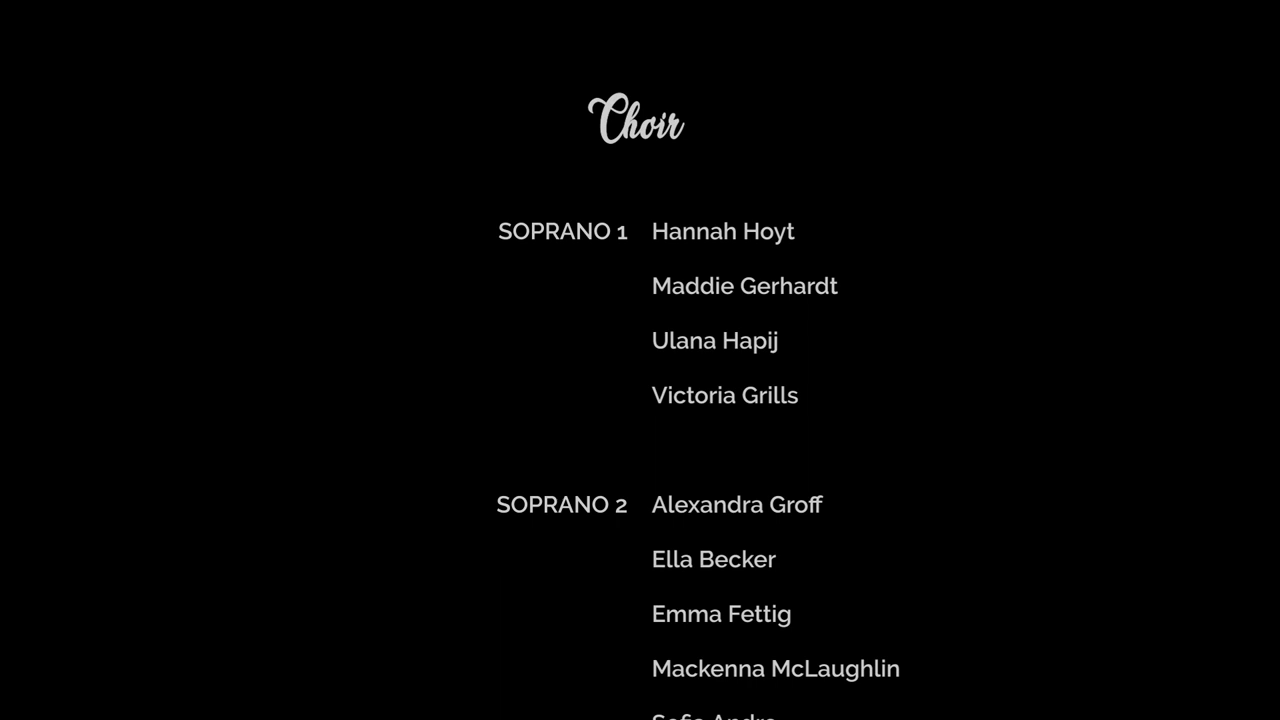 Choir
SOPRANO 1 Hannah Hoyt
Maddie Gerhardt
Ulana Hapij
Victoria Grills
SOPRANO 2 Alexandra Groff
Ella Becker
Emma Fettig
Mackenna McLaughlin